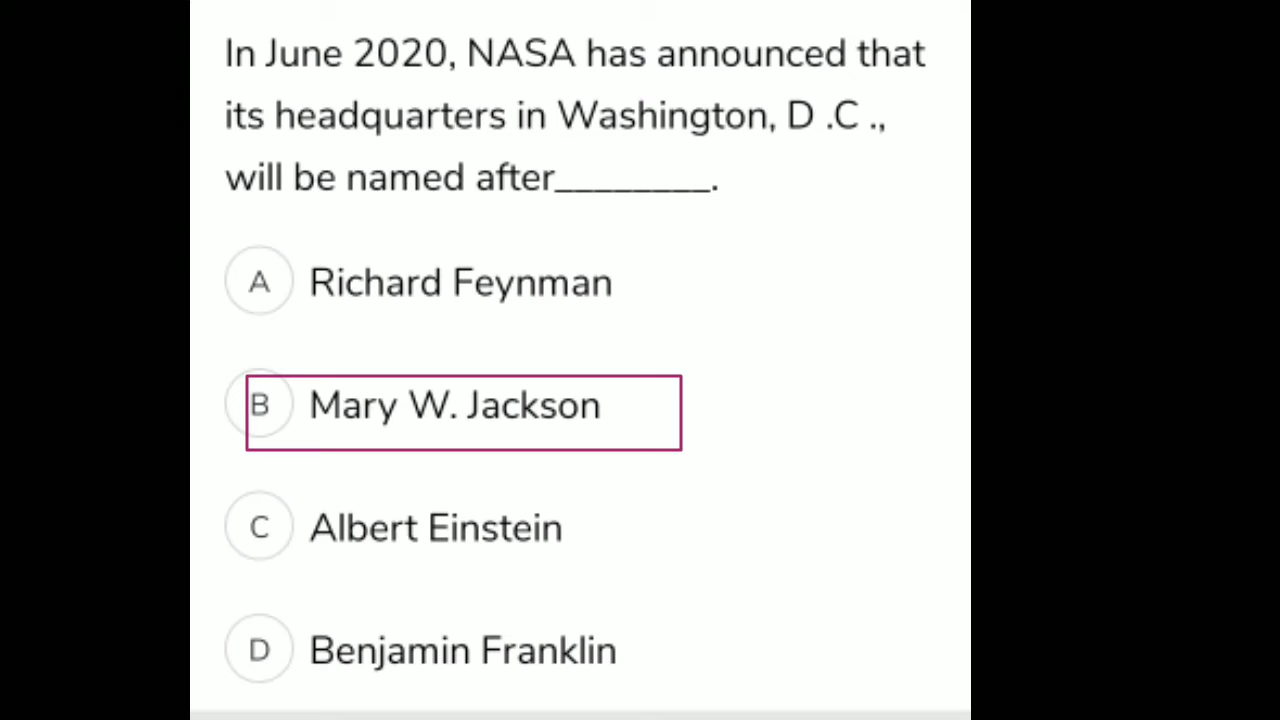 In June 2020, NASA has announced that
its headquarters in Washington, D .C .,
will be named after________.
A Richard Feynman
B Mary W. Jackson
C Albert Einstein
D Benjamin Franklin